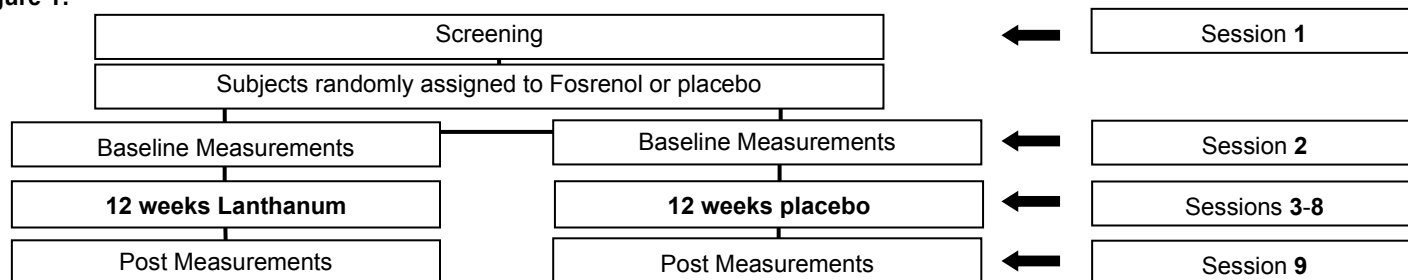 gure 1.
Screening
Session 1
Subjects randomly assigned to Fosrenol or placebo
Baseline Measurements
Baseline Measurements
Session 2
12 weeks Lanthanum
12 weeks placebo
Sessions 3-8
Post Measurements
Post Measurements
Session 9